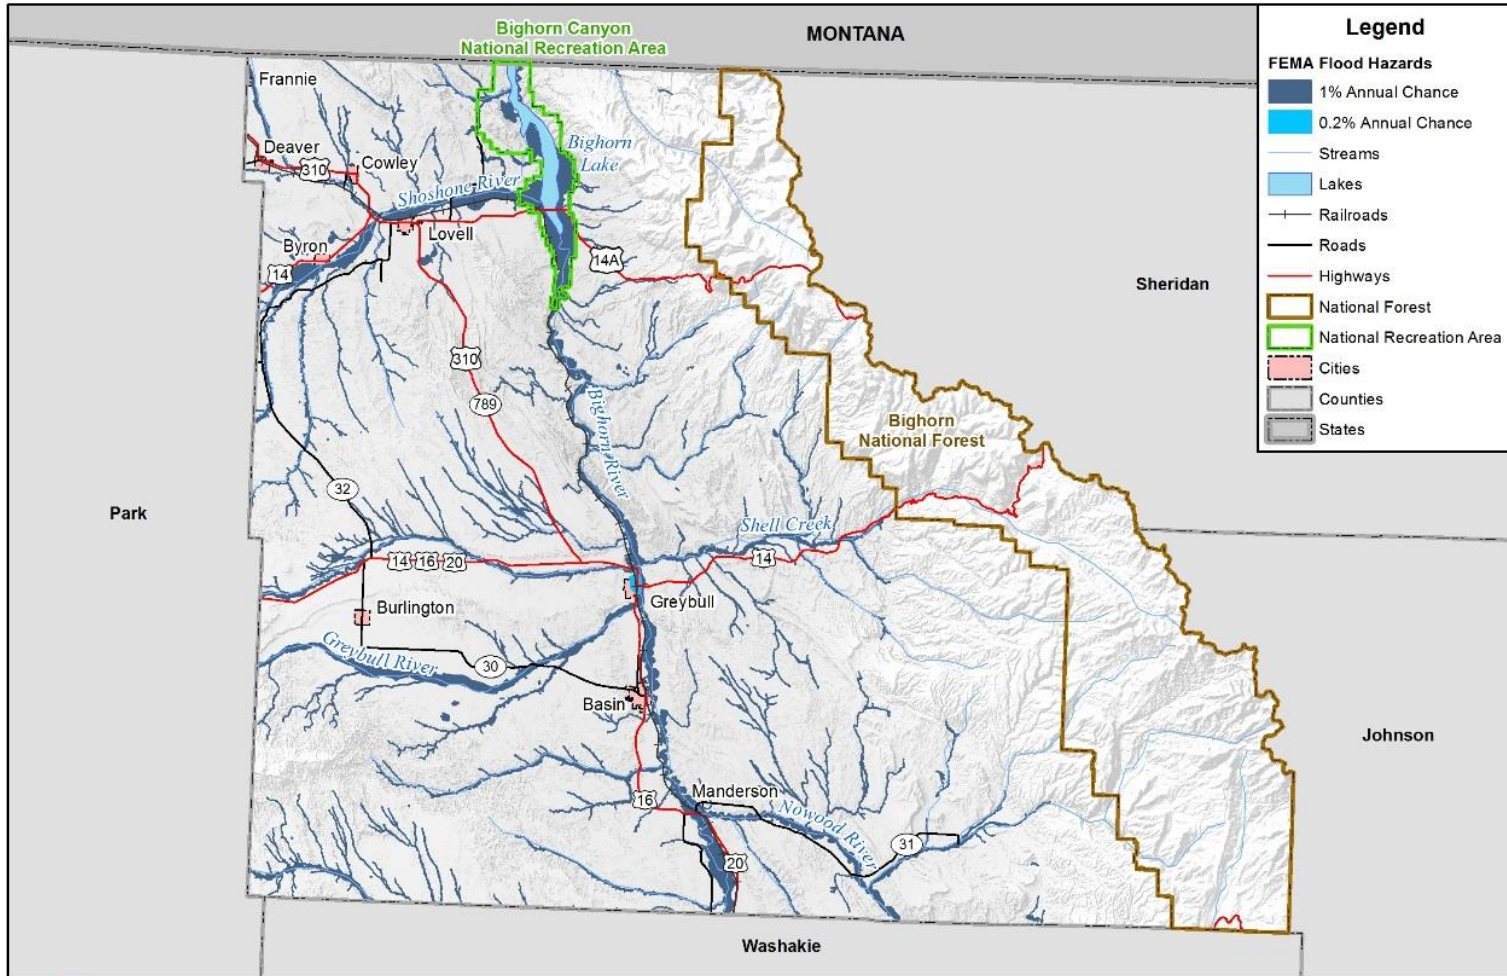 Bighorn Canyon
National Recreation Area
MONTANA
Legend
FEMA Flood Hazards
1% Annual Chance
0.2% Annual Chance
Streams
Lakes
Railroads
Roads
Highways
National Forest
National Recreation Area
Cities
Counties
States
Frannie
Deaver
310
Cowley
Bighorn
Lake
Shoshone River
Lovell
Byron
14
14A
Sheridan
310
789
Bighorn River
Bighorn
National Forest
32
Park
Shell Creek
14 16 20
14
Burlington
Greybull
Greybull River
30
Basin
Johnson
16
Manderson
Nowood River
31
20
Washakie